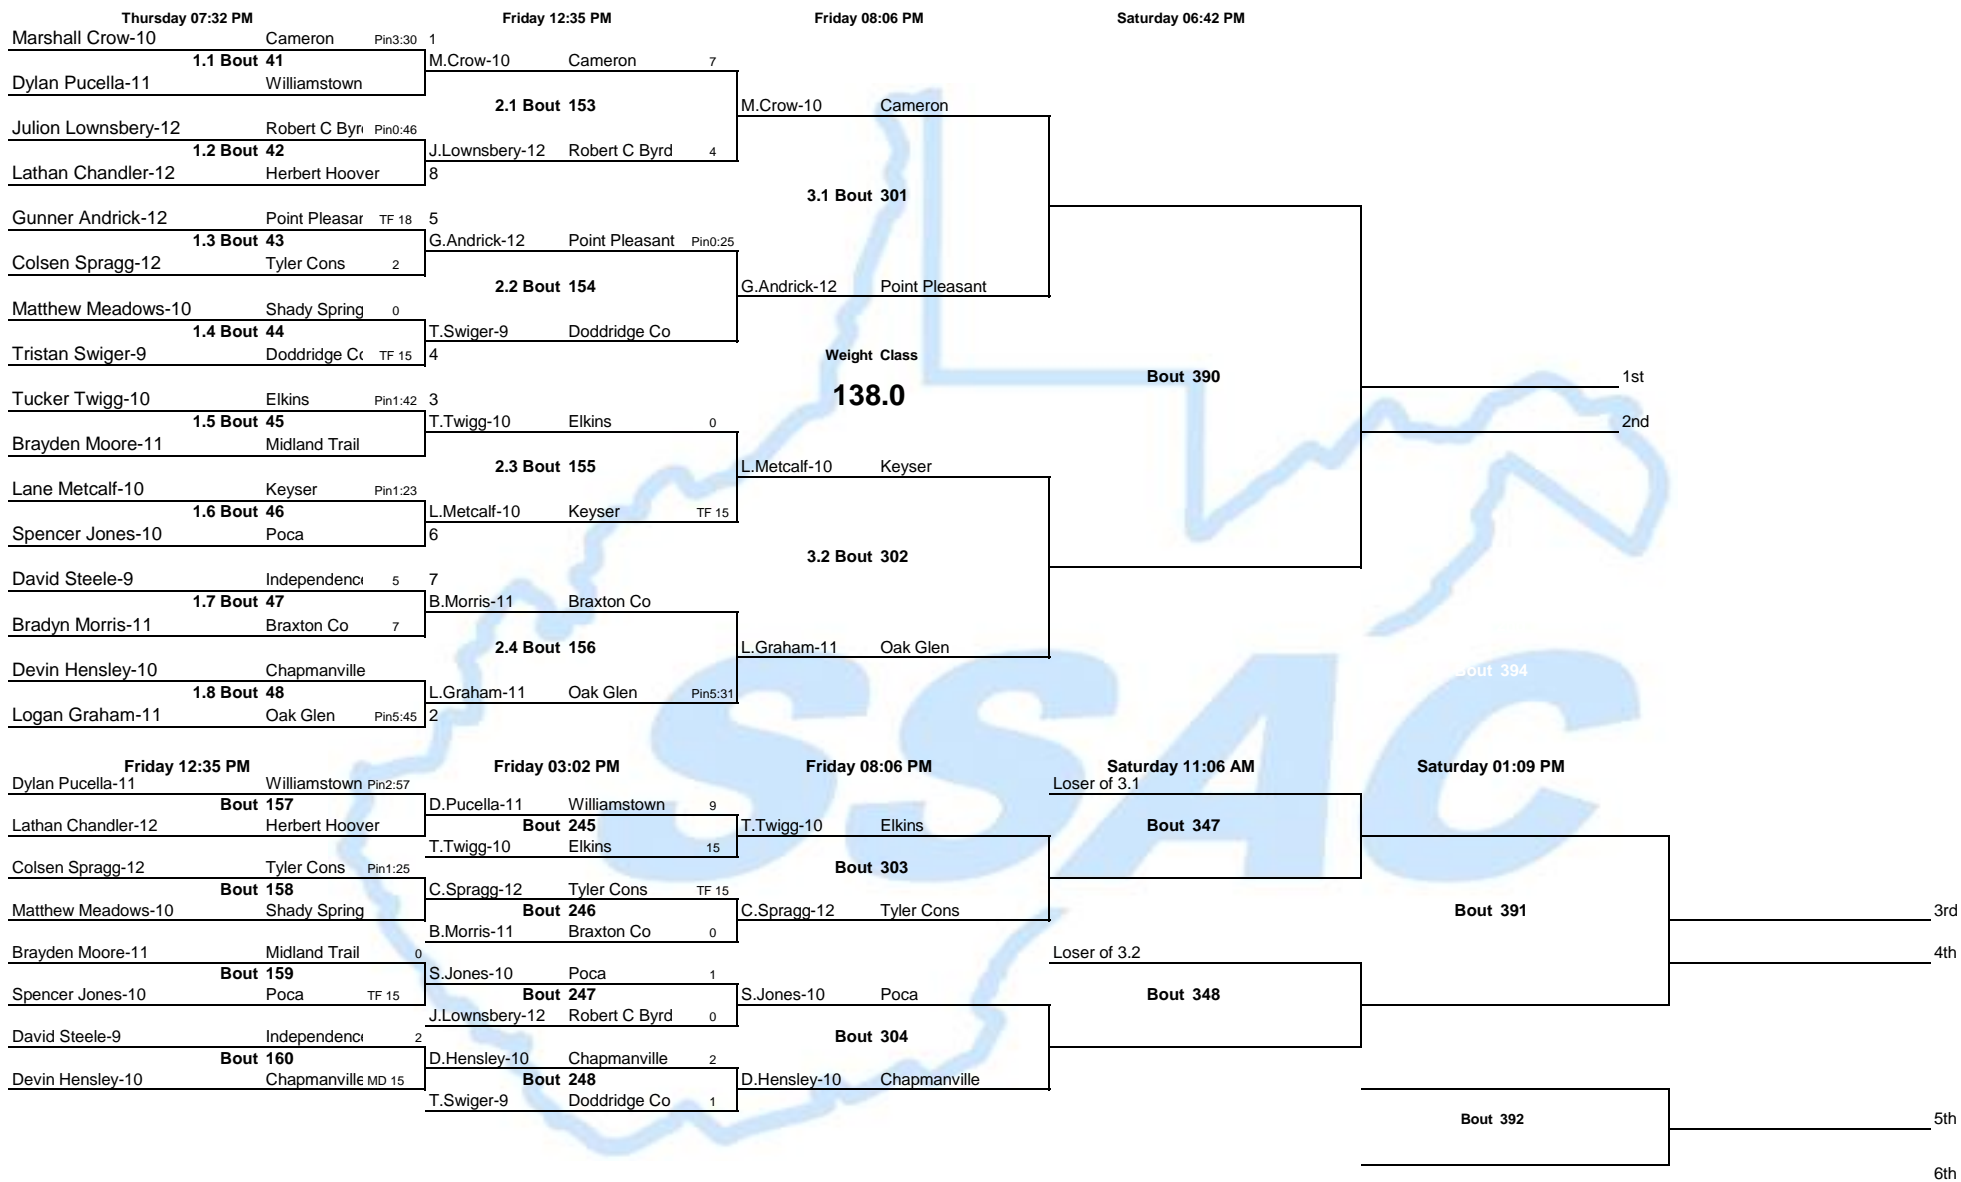 Thursday 07:32 PM Friday 12:35 PM Friday 08:06 PM Saturday 06:42 PM
Marshall Crow-10 Cameron Pin3:30 1
1.1 Bout 41 M.Crow-10 Cameron 7
Dylan Pucella-11 Williamstown
2.1 Bout 153 M.Crow-10 Cameron
Julion Lownsbery-12 Robert C Byr Pin0:46
1.2 Bout 42 J.Lownsbery-12 Robert C Byrd 4
Lathan Chandler-12 Herbert Hoover 8
3.1 Bout 301
Gunner Andrick-12 Point Pleasar TF 18 5
1.3 Bout 43 G.Andrick-12 Point Pleasant Pin0:25
Colsen Spragg-12 Tyler Cons 2
2.2 Bout 154 G.Andrick-12 Point Pleasant
Matthew Meadows-10 Shady Spring 0
1.4 Bout 44 T.Swiger-9 Doddridge Co
Tristan Swiger-9 Doddridge Co TF 15 4
Weight Class
Bout 390 1st
138.0
Tucker Twigg-10 Elkins Pin1:42 3
1.5 Bout 45 T.Twigg-10 Elkins 0 2nd
Brayden Moore-11 Midland Trail
2.3 Bout 155 L.Metcalf-10 Keyser
Lane Metcalf-10 Keyser Pin1:23
1.6 Bout 46 L.Metcalf-10 Keyser TF 15
Spencer Jones-10 Poca 6
3.2 Bout 302
David Steele-9 Independence 5 7
1.7 Bout 47 B.Morris-11 Braxton Co
Bradyn Morris-11 Braxton Co 7
2.4 Bout 156 L.Graham-11 Oak Glen
Devin Hensley-10 Chapmanville Bout 394
1.8 Bout 48 L.Graham-11 Oak Glen Pin5:31
Logan Graham-11 Oak Glen Pin5:45 2
SSAC
Friday 12:35 PM Friday 03:02 PM Friday 08:06 PM Saturday 11:06 AM Saturday 01:09 PM
Dylan Pucella-11 Williamstown Pin2:57 Loser of 3.1
Bout 157 D.Pucella-11 Williamstown 9
Lathan Chandler-12 Herbert Hoover Bout 245 T.Twigg-10 Elkins Bout 347
T.Twigg-10 Elkins 15
Colsen Spragg-12 Tyler Cons Pin1:25 Bout 303
Bout 158 C.Spragg-12 Tyler Cons TF 15
Matthew Meadows-10 Shady Spring Bout 246 C.Spragg-12 Tyler Cons Bout 391 3rd
B.Morris-11 Braxton Co 0
Brayden Moore-11 Midland Trail 0 Loser of 3.2 4th
Bout 159 S.Jones-10 Poca 1
Spencer Jones-10 Poca TF 15 Bout 247 S.Jones-10 Poca Bout 348
J.Lownsbery-12 Robert C Byrd 0
David Steele-9 Independence 2 Bout 304
Bout 160 D.Hensley-10 Chapmanville 2
Devin Hensley-10 Chapmanville MD 15 Bout 248 D.Hensley-10 Chapmanville
T.Swiger-9 Doddridge Co 1
Bout 392 5th
6th